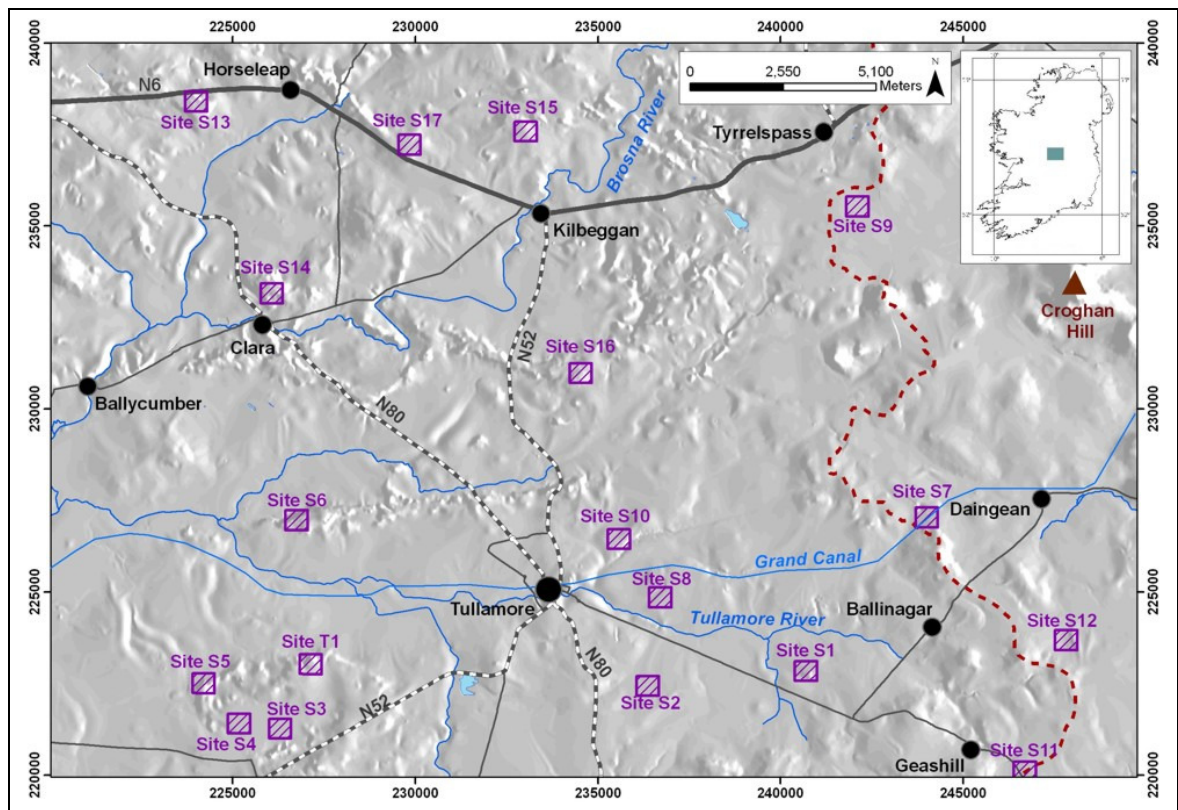 225000
230000
235000
240000
245000
240000
240000
Horseleap
N6
Site S13
Site S17
Site S15
Brosna River
0
2,550
5,100
Meters
N
Tyrrelspass
235000
Kilbeggan
Site S9
235000
Croghan
Hill
Site S14
Clara
N52
Site S16
Ballycumber
N80
230000
230000
Site S6
Site S10
Site S7
Daingean
Grand Canal
225000
Tullamore
Site S8
Tullamore River
Ballinagar
Site S12
225000
Site T1
Site S5
Site S4
Site S3
N52
N80
Site S2
Site S1
Geashill
Site S11
220000
220000
225000
230000
235000
240000
245000